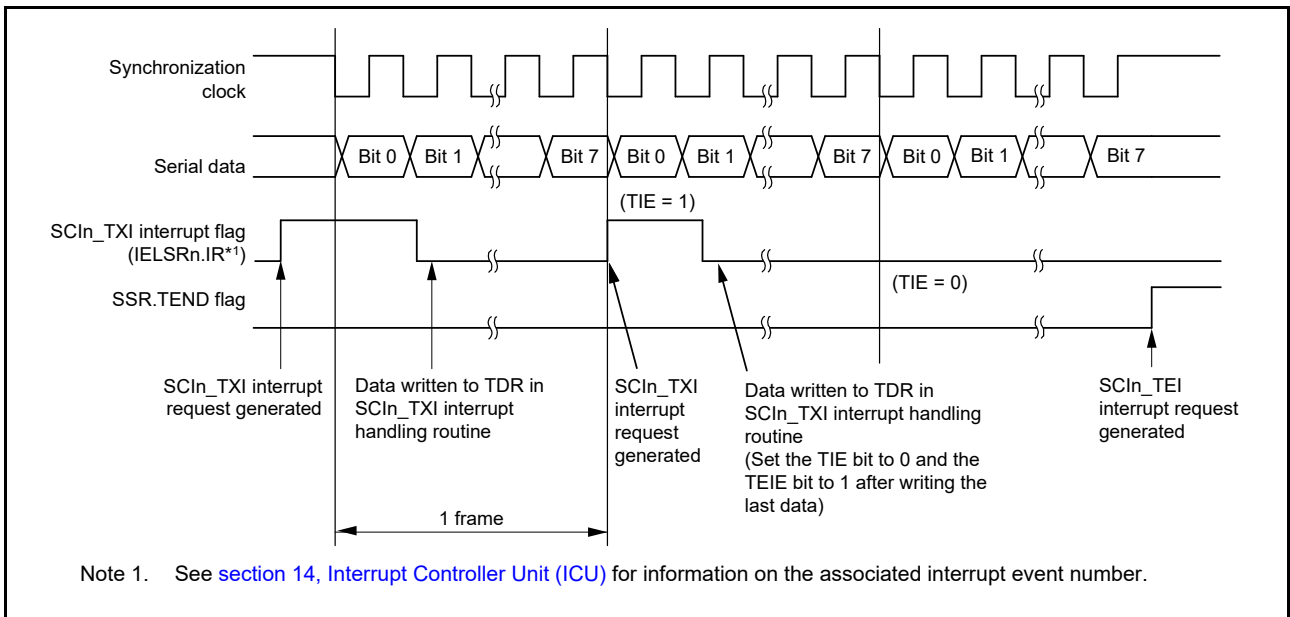 Synchronization
clock
Serial data
Bit 0 Bit 1 Bit 7 Bit 0 Bit 1 Bit 7 Bit 0 Bit 1 Bit 7
(TIE = 1)
SCIn_TXI interrupt flag
(IELSRn.IR*1)
(TIE = 0)
SSR.TEND flag
SCIn_TXI interrupt
request generated
Data written to TDR in
SCIn_TXI interrupt
handling routine
SCIn_TXI
interrupt
request
generated
Data written to TDR in
SCIn_TXI interrupt handling
routine
(Set the TIE bit to 0 and the
TEIE bit to 1 after writing the
last data)
SCIn_TEI
interrupt request
generated
1 frame
Note 1. See section 14, Interrupt Controller Unit (ICU) for information on the associated interrupt event number.